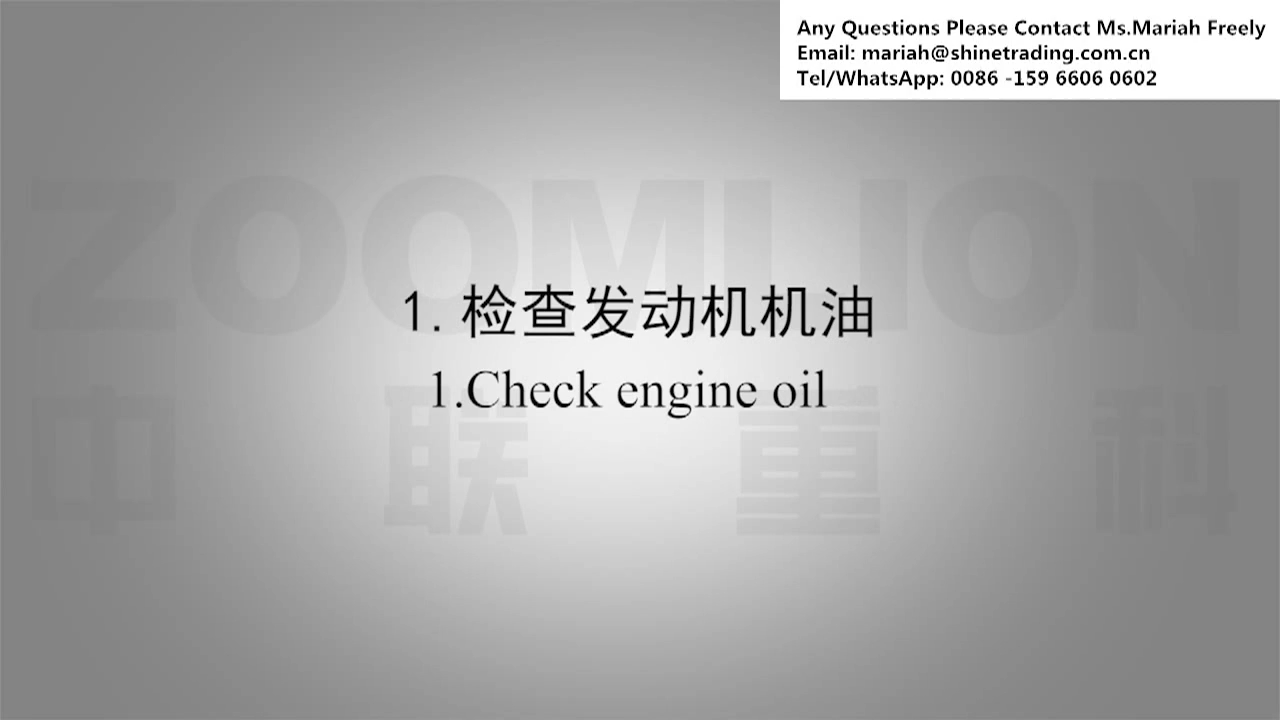 Any Questions Please Contact Ms.Mariah Freely
Email: mariah@shinetrading.com.cn
Tel/WhatsApp: 0086 -159 6606 0602
ZOOMLION
1.检查发动机机油
1.Check engine oil
中联重科